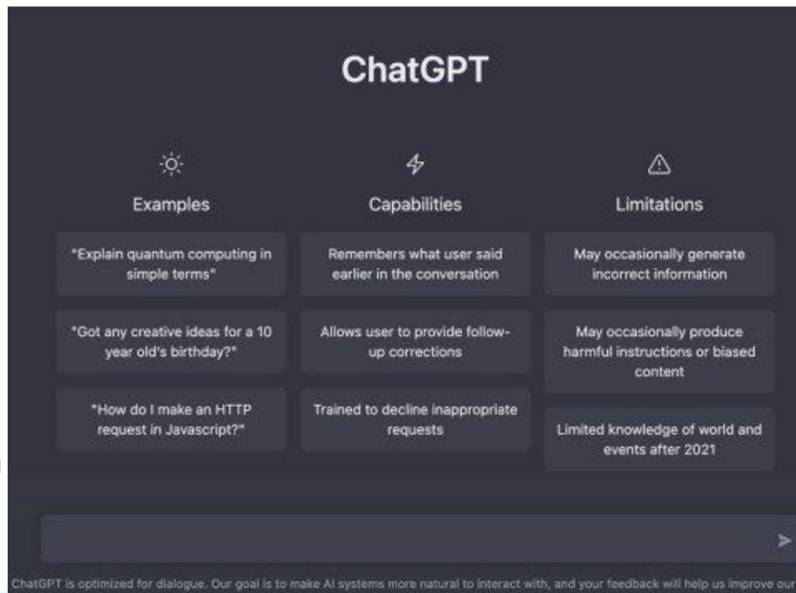 ChatGPT
Examples
"Explain quantum computing in
simple terms"
"Got any creative ideas for a 10
year old's birthday?"
"How do I make an HTTP
request in Javascript?"
Capabilities
Remembers what user said
earlier in the conversation
Allows user to provide follow-
up corrections
Trained to decline inappropriate
requests
Limitations
May occasionally generate
incorrect information
May occasionally produce
harmful instructions or biased
content
Limited knowledge of world and
events after 2021
ChatGPT is optimized for dialogue. Our goal is to make AI systems more natural to interact with, and your feedback will help us improve our